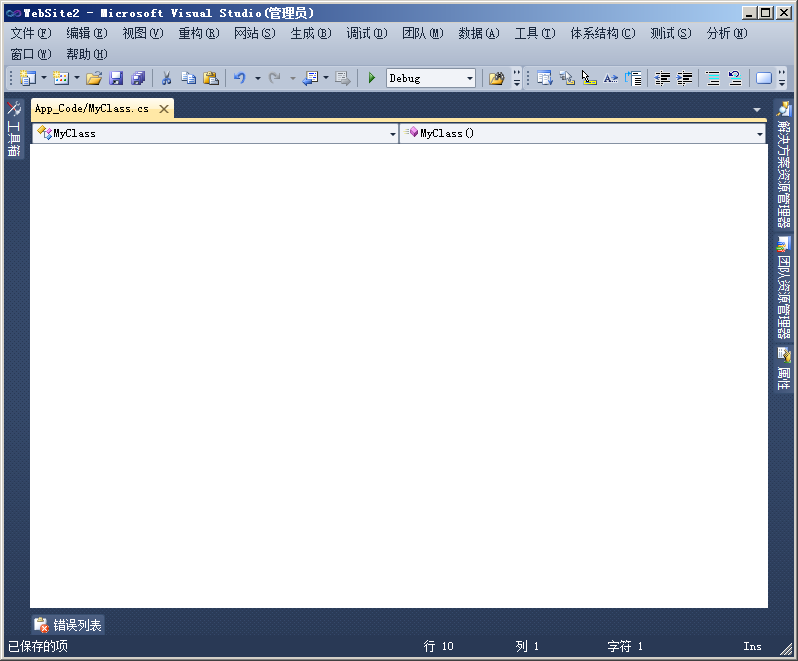 WebSite2 - Microsoft Visual Studio(管理员)
文件(F) 编辑(E) 视图(V) 重构(R) 网站(S) 生成(B) 调试(D) 团队(M) 数据(A) 工具(T) 体系结构(C) 测试(S) 分析(N)
窗口(W) 帮助(H)
Debug
工具箱
App_Code/MyClass.cs
MyClass
MyClass()
解决方案资源管理器
团队资源管理器
属性
错误列表
已保存的项 行 10 列 1 字符 1 Ins